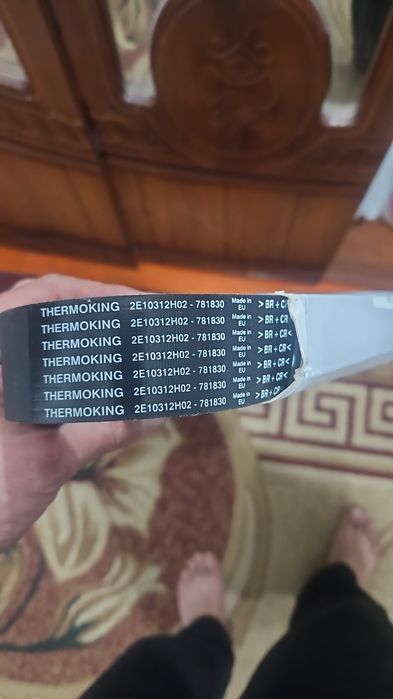 THERMOKING 2E10312H02 - 781830 Made in EU > BR + C
THERMOKING 2E10312H02 - 781830 Made in EU > BR + CR
THERMOKING 2E10312H02 - 781830 Made in EU > BR + CR <
THERMOKING 2E10312H02 - 781830 Made in EU > BR + CR <
THERMOKING 2E10312H02 - 781830 Made in EU > BR + CR <
THERMOKING 2E10312H02 - 781830 Made in EU > BR + CR <
THERMOKING 2E10312H02 - 781830 Made in EU > BR + CR